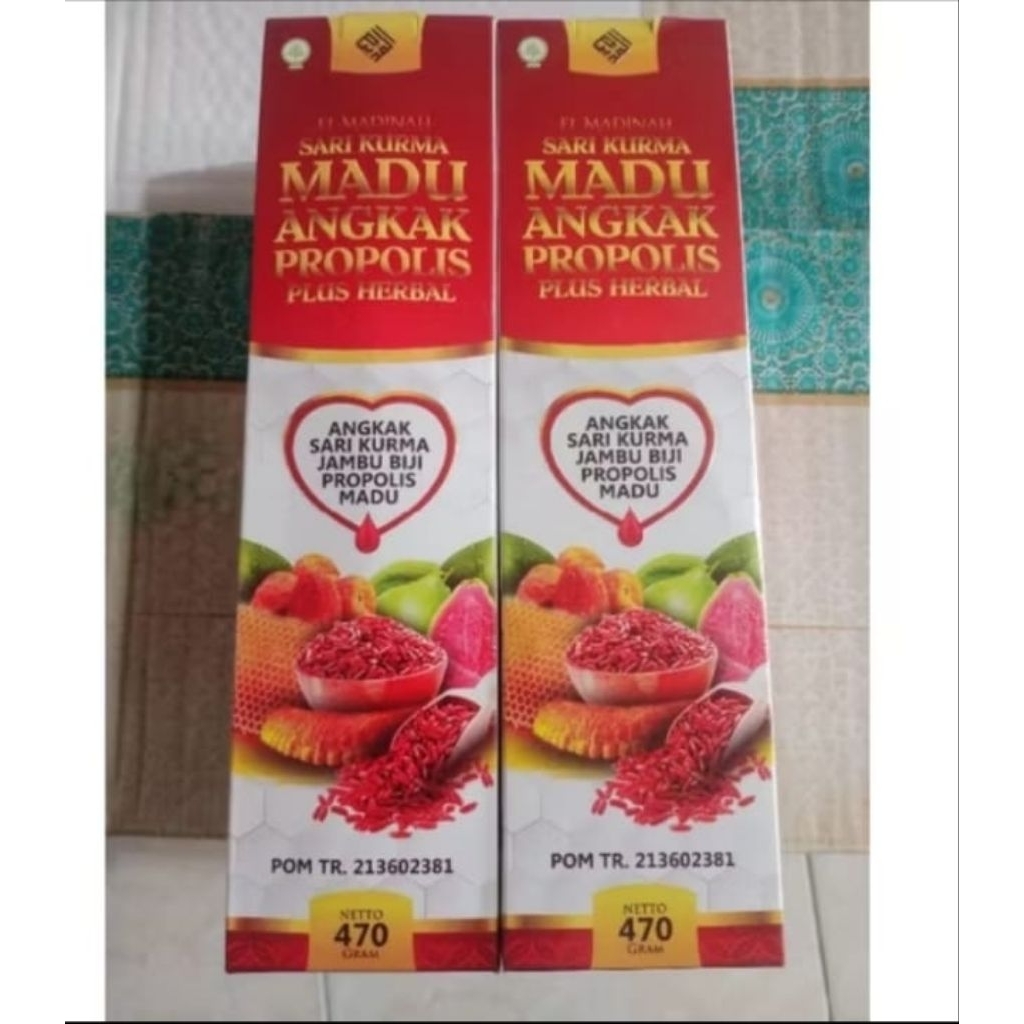 EL MADINAH
SARI KURMA
MADU
ANGKAK
PROPOLIS
PLUS HERBAL
ANGKAK
SARI KURMA
JAMBU BIJI
PROPOLIS
MADU
POM TR. 213602381
NETTO
470
GRAM
EL MADINAH
SARI KURMA
MADU
ANGKAK
PROPOLIS
PLUS HERBAL
ANGKAK
SARI KURMA
JAMBU BIJI
PROPOLIS
MADU
POM TR. 213602381
NETTO
470
GRAM